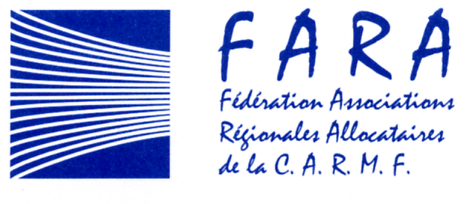 FARA
Fédération Associations
Régionales Allocataires
de la C. A. R. M. F.